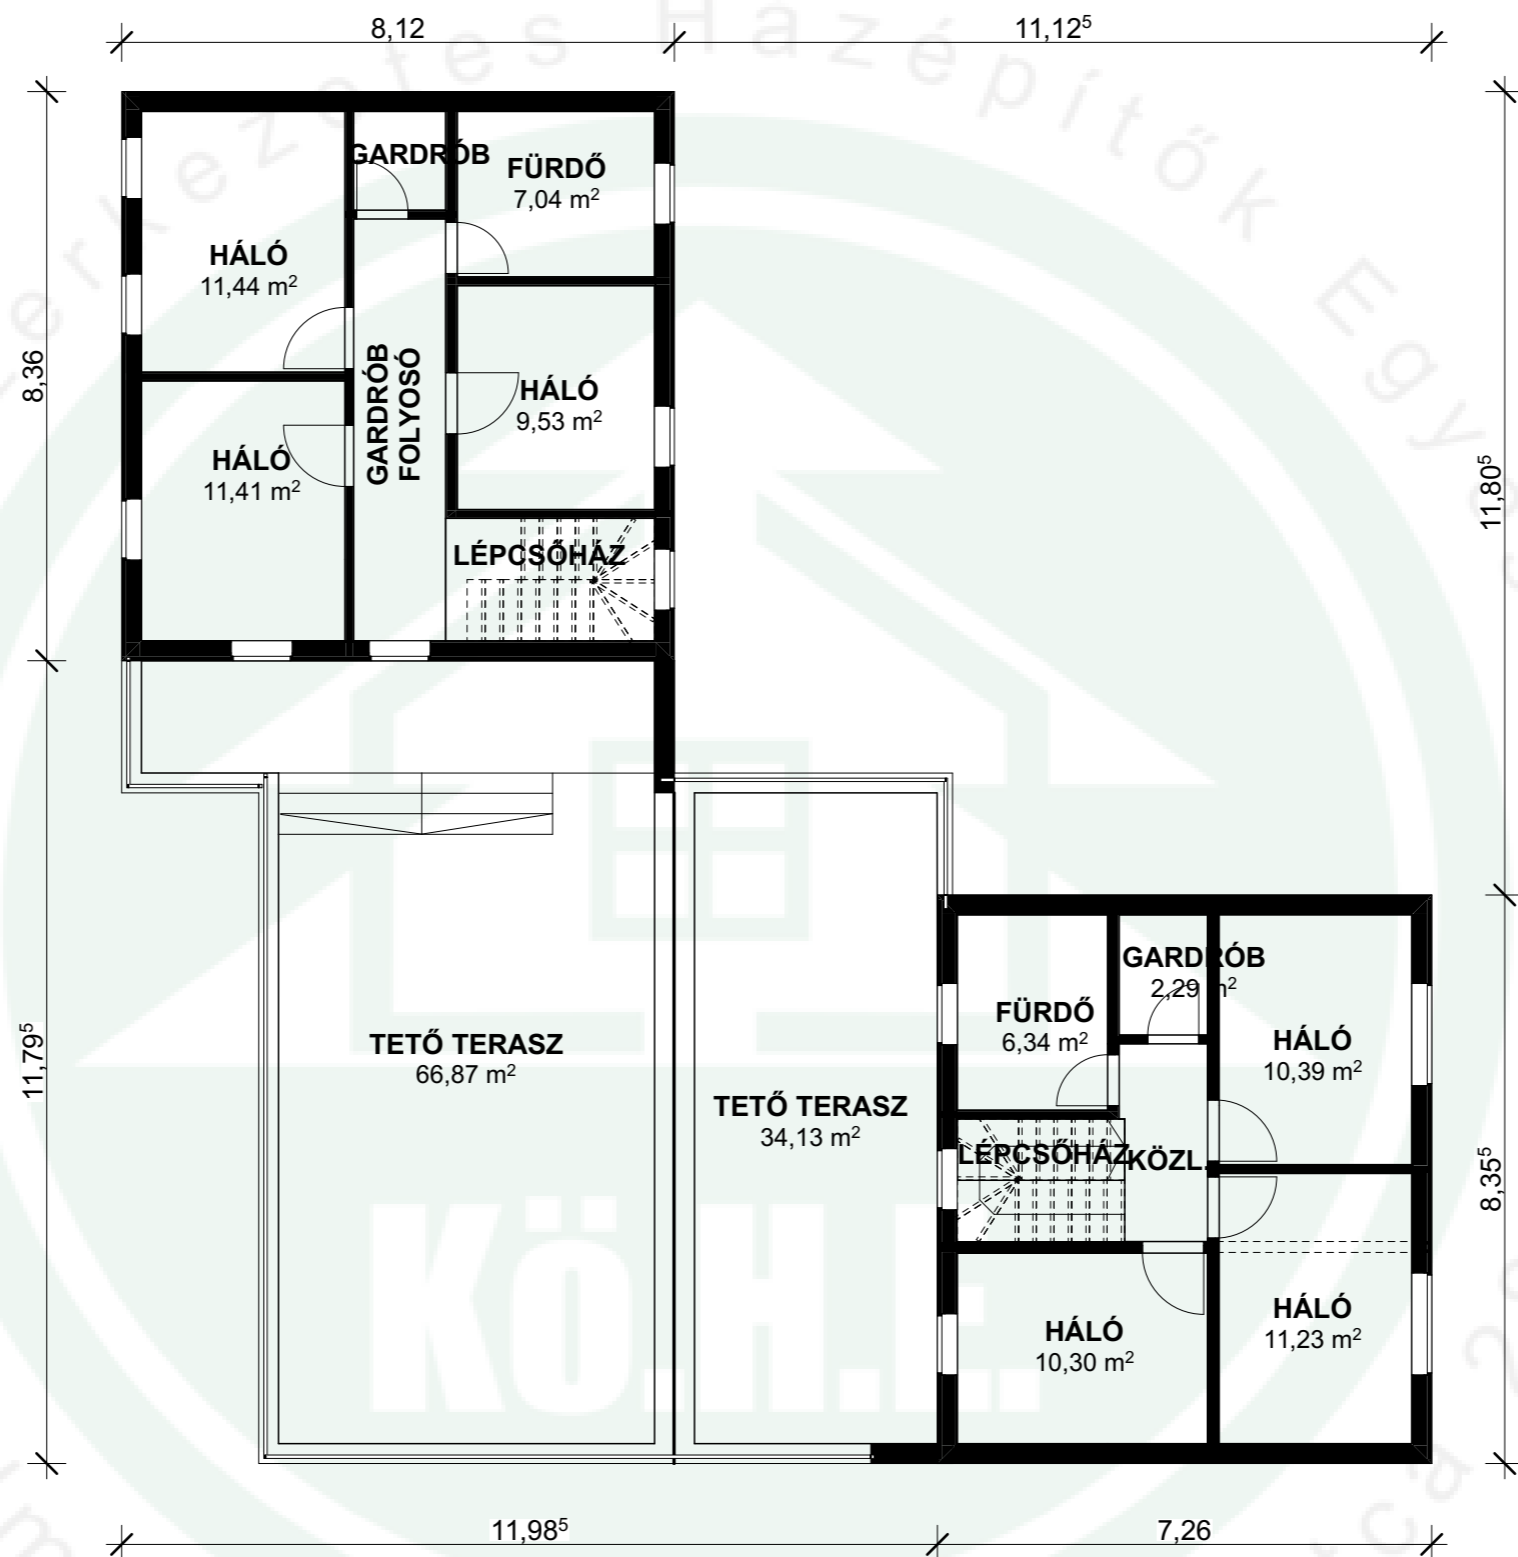 8,12
11,12⁵
GARDRÓB
FÜRDŐ
7,04 m²
HÁLÓ
11,44 m²
8,36
GARDRÓB
FOLYOSÓ
HÁLÓ
9,53 m²
HÁLÓ
11,41 m²
11,80⁵
LÉPCSŐHÁZ
GARDRÓB
2,29 m²
FÜRDŐ
6,34 m²
HÁLÓ
10,39 m²
TETŐ TERASZ
66,87 m²
11,79⁵
TETŐ TERASZ
34,13 m²
LÉPCSŐHÁZ
KÖZL.
8,35⁵
HÁLÓ
10,30 m²
HÁLÓ
11,23 m²
KÖ.H.E.
11,98⁵
7,26